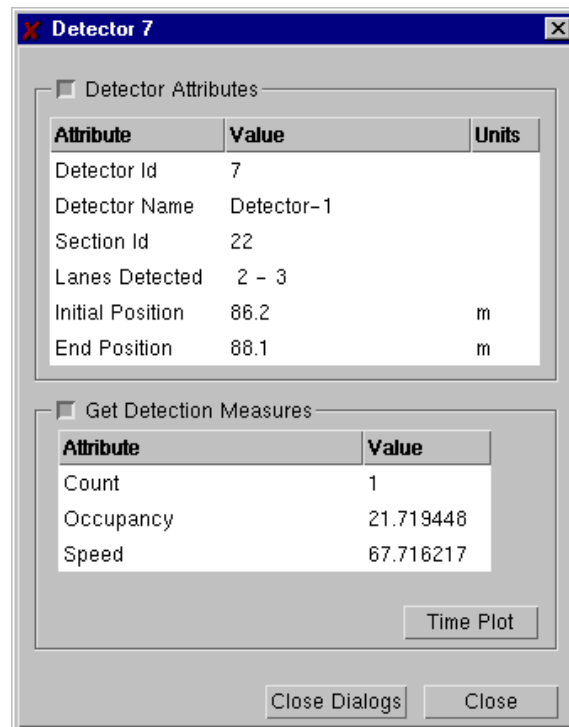 Detector 7
Detector Attributes
Attribute Value Units
Detector Id 7
Detector Name Detector-1
Section Id 22
Lanes Detected 2 - 3
Initial Position 86.2 m
End Position 88.1 m
Get Detection Measures
Attribute Value
Count 1
Occupancy 21.719448
Speed 67.716217
Time Plot
Close Dialogs Close